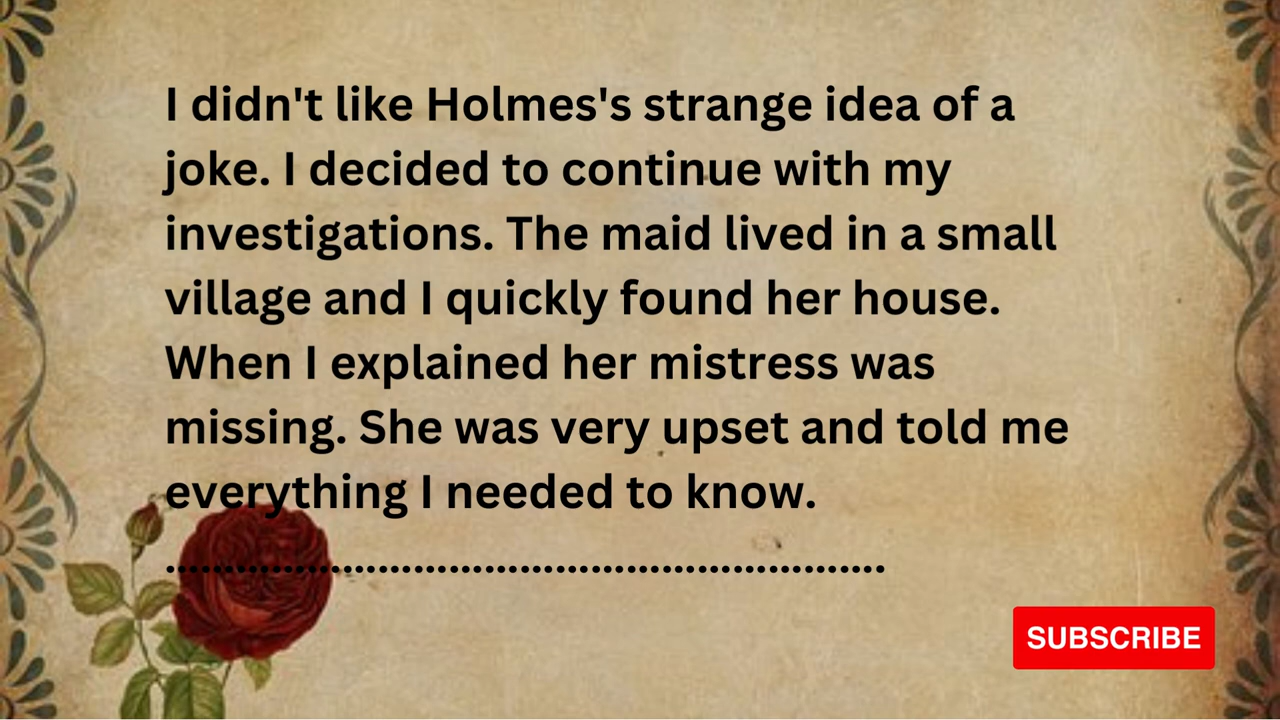 I didn't like Holmes's strange idea of a
joke. I decided to continue with my
investigations. The maid lived in a small
village and I quickly found her house.
When I explained her mistress was
missing. She was very upset and told me
everything I needed to know.
.............................................................
SUBSCRIBE